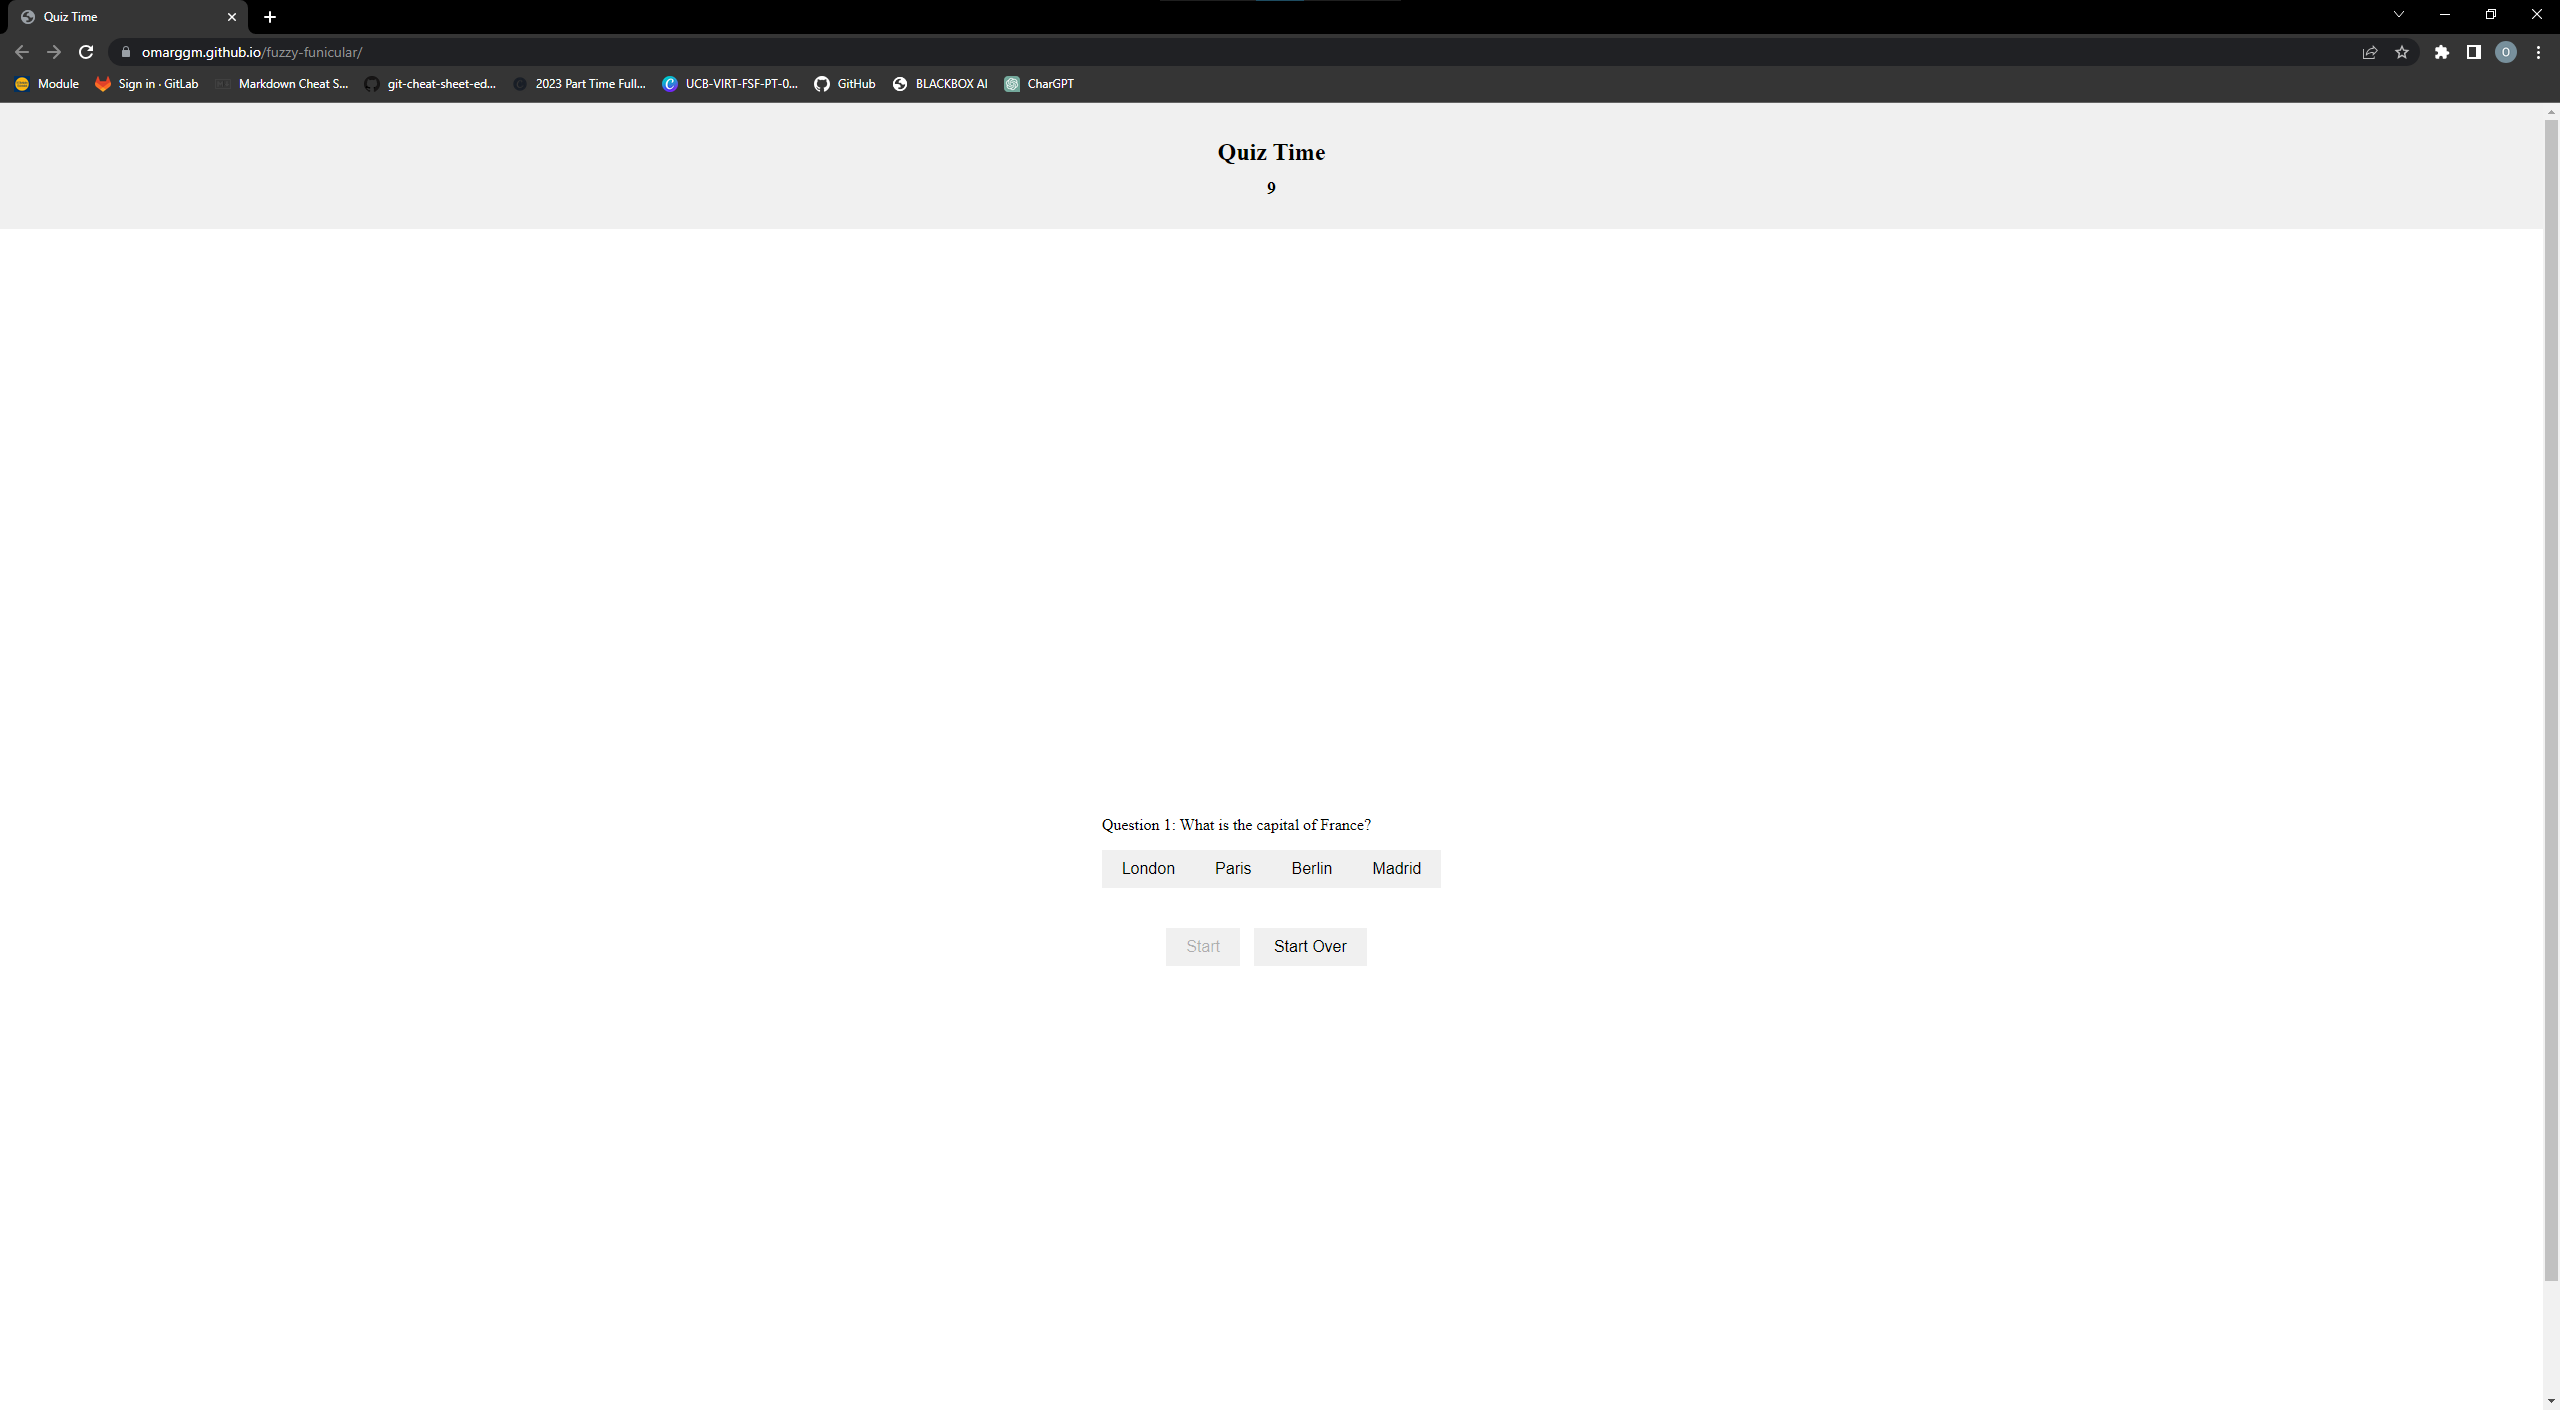 Quiz Time
omarggm.github.io/fuzzy-funicular/
O
Module
Sign in · GitLab
Markdown Cheat S...
git-cheat-sheet-ed...
2023 Part Time Full...
UCB-VIRT-FSF-PT-0...
GitHub
BLACKBOX AI
CharGPT
Quiz Time
9
Question 1: What is the capital of France?
London Paris Berlin Madrid
Start Start Over